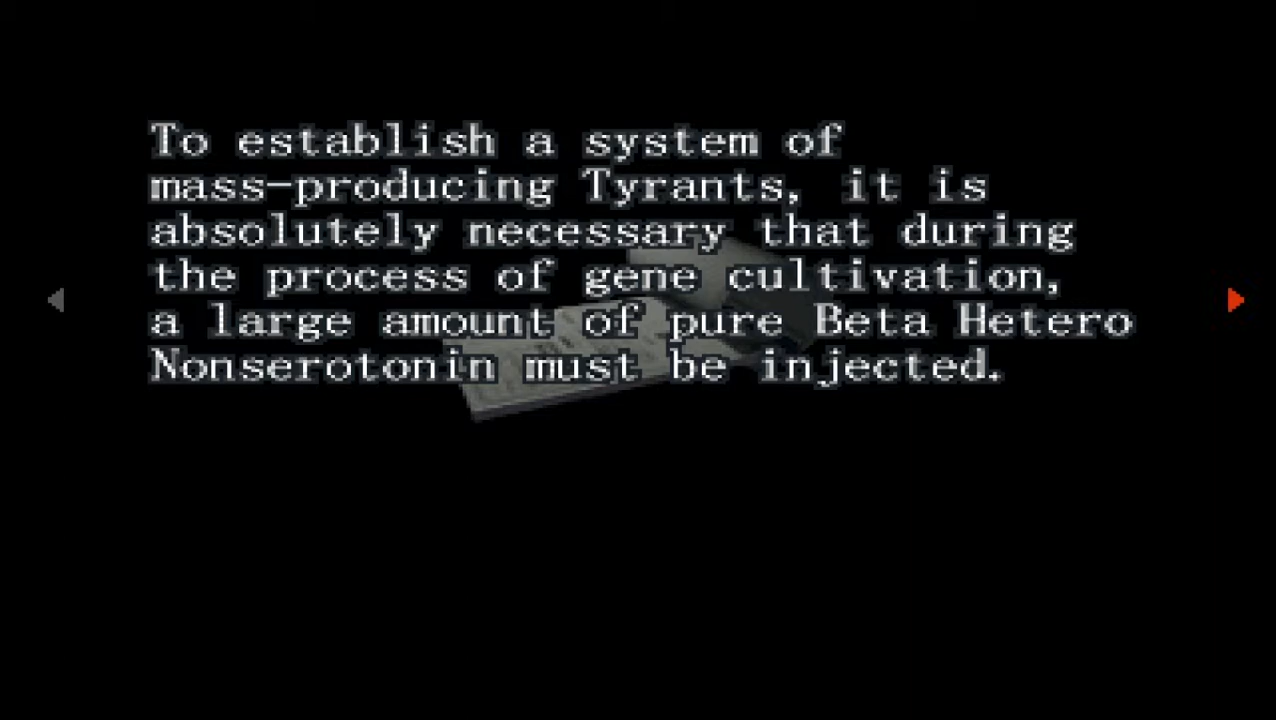 To establish a system of
mass-producing Tyrants, it is
absolutely necessary that during
the process of gene cultivation,
a large amount of pure Beta Hetero
Nonserotonin must be injected.